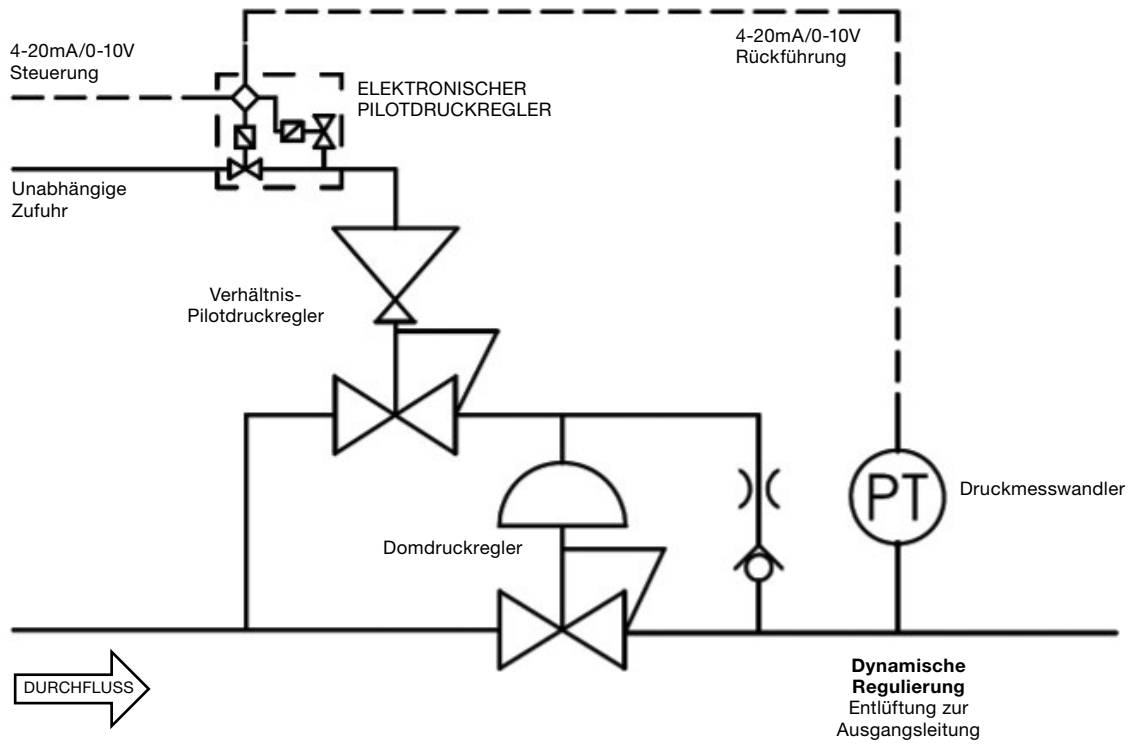 4-20mA/0-10V
Steuerung
4-20mA/0-10V
Rückführung
ELEKTRONISCHER
PILOTDRUCKREGLER
Unabhängige
Zufuhr
Verhältnis-
Pilotdruckregler
PT
Druckmesswandler
Domdruckregler
DURCHFLUSS
Dynamische
Regulierung
Entlüftung zur
Ausgangsleitung